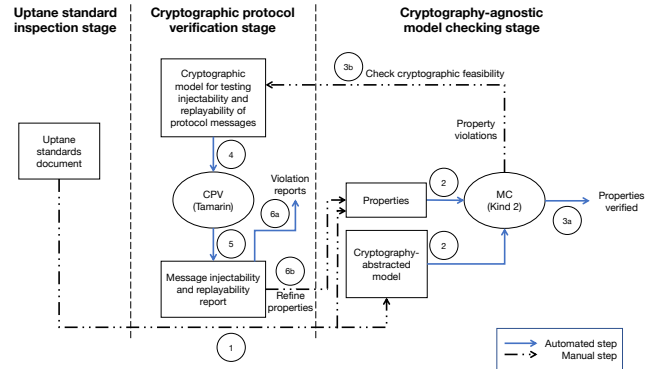 Uptane standard
inspection stage
Cryptographic protocol
verification stage
Cryptography-agnostic
model checking stage
3b
Check cryptographic feasibility
Cryptographic
model for testing
injectability and
replayability of
protocol messages
Property
violations
Uptane
standards
document
4
Violation
reports
2
CPV
(Tamarin)
6a
Properties
MC
(Kind 2)
Properties
verified
3a
5
2
6b
Cryptography-
abstracted
model
Message injectability
and replayability
report
Refine
properties
1
Automated step
Manual step